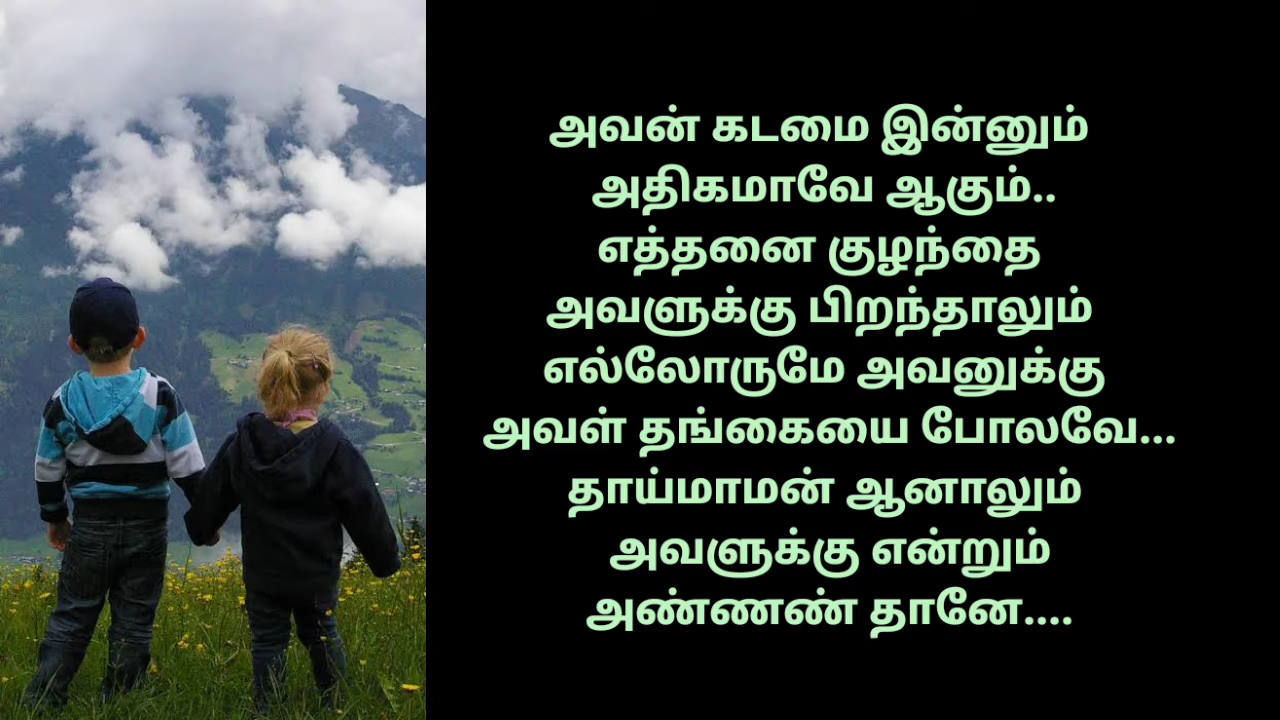 அவன் கடமை இன்னும்
அதிகமாவே ஆகும்..
எத்தனை குழந்தை
அவளுக்கு பிறந்தாலும்
எல்லோருமே அவனுக்கு
அவள் தங்கையை போலவே...
தாய்மாமன் ஆனாலும்
அவளுக்கு என்றும்
அண்ணண் தானே....